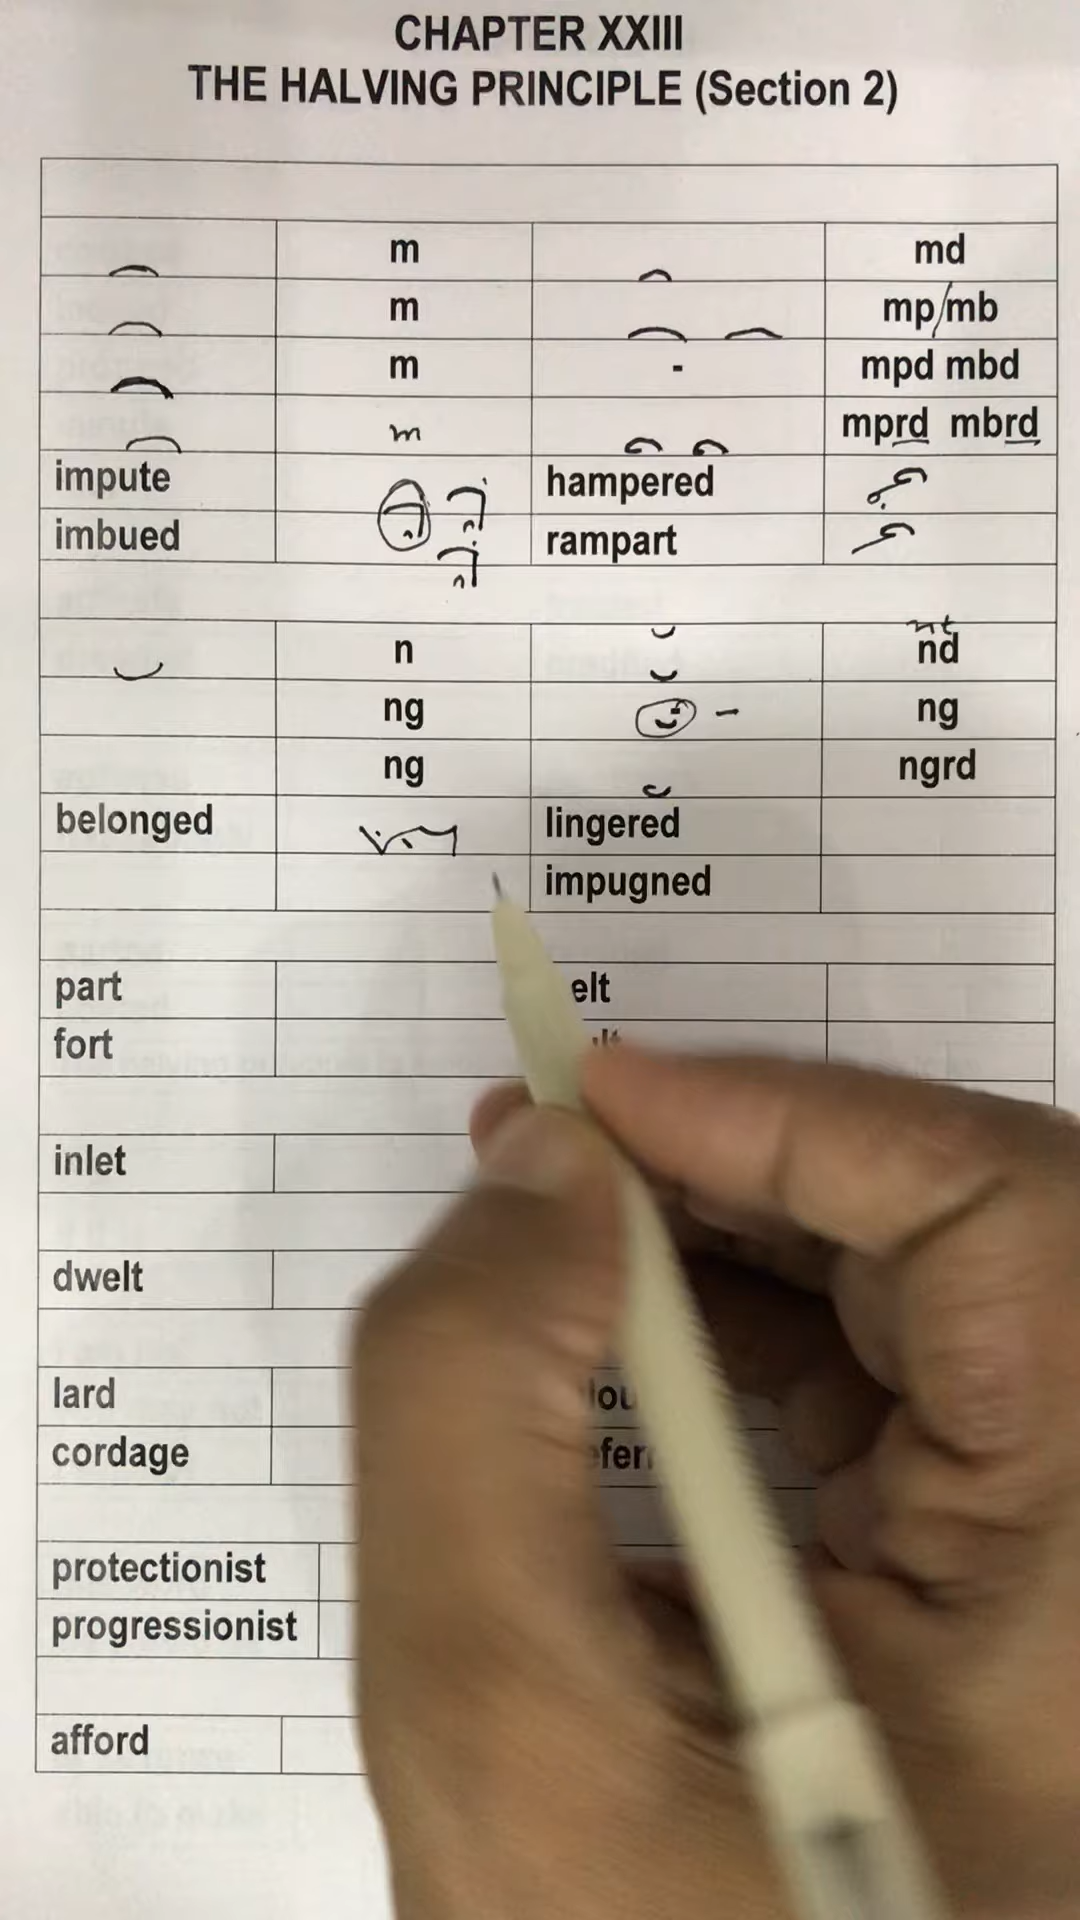 CHAPTER XXIII
THE HALVING PRINCIPLE (Section 2)
m md
m mp/mb
m - mpd mbd
m mprd mbrd
impute hampered
imbued rampart
nt
n nd
ng - ng
ng ngrd
belonged lingered
impugned
part elt
fort
inlet
dwelt
lard
cordage
protectionist
progressionist
afford